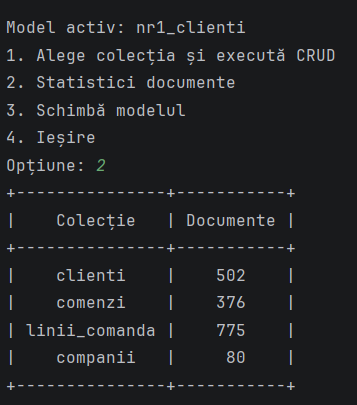 Model activ: nr1_clienti
1. Alege colecția și execută CRUD
2. Statistici documente
3. Schimbă modelul
4. Ieșire
Opțiune: 2
+---------------+-----------+
|    Colecție   | Documente |
+---------------+-----------+
|    clienti    |    502    |
|    comenzi    |    376    |
| linii_comanda |    775    |
|    companii   |     80    |
+---------------+-----------+